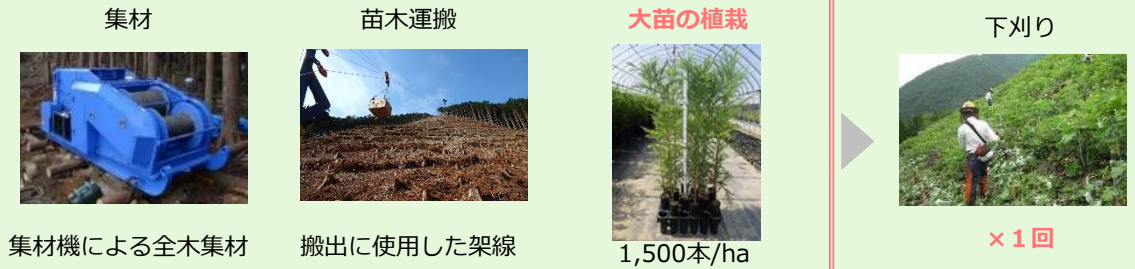 集材
苗木運搬
大苗の植栽
下刈り
集材機による全木集材
搬出に使用した架線
1,500本/ha
×1回